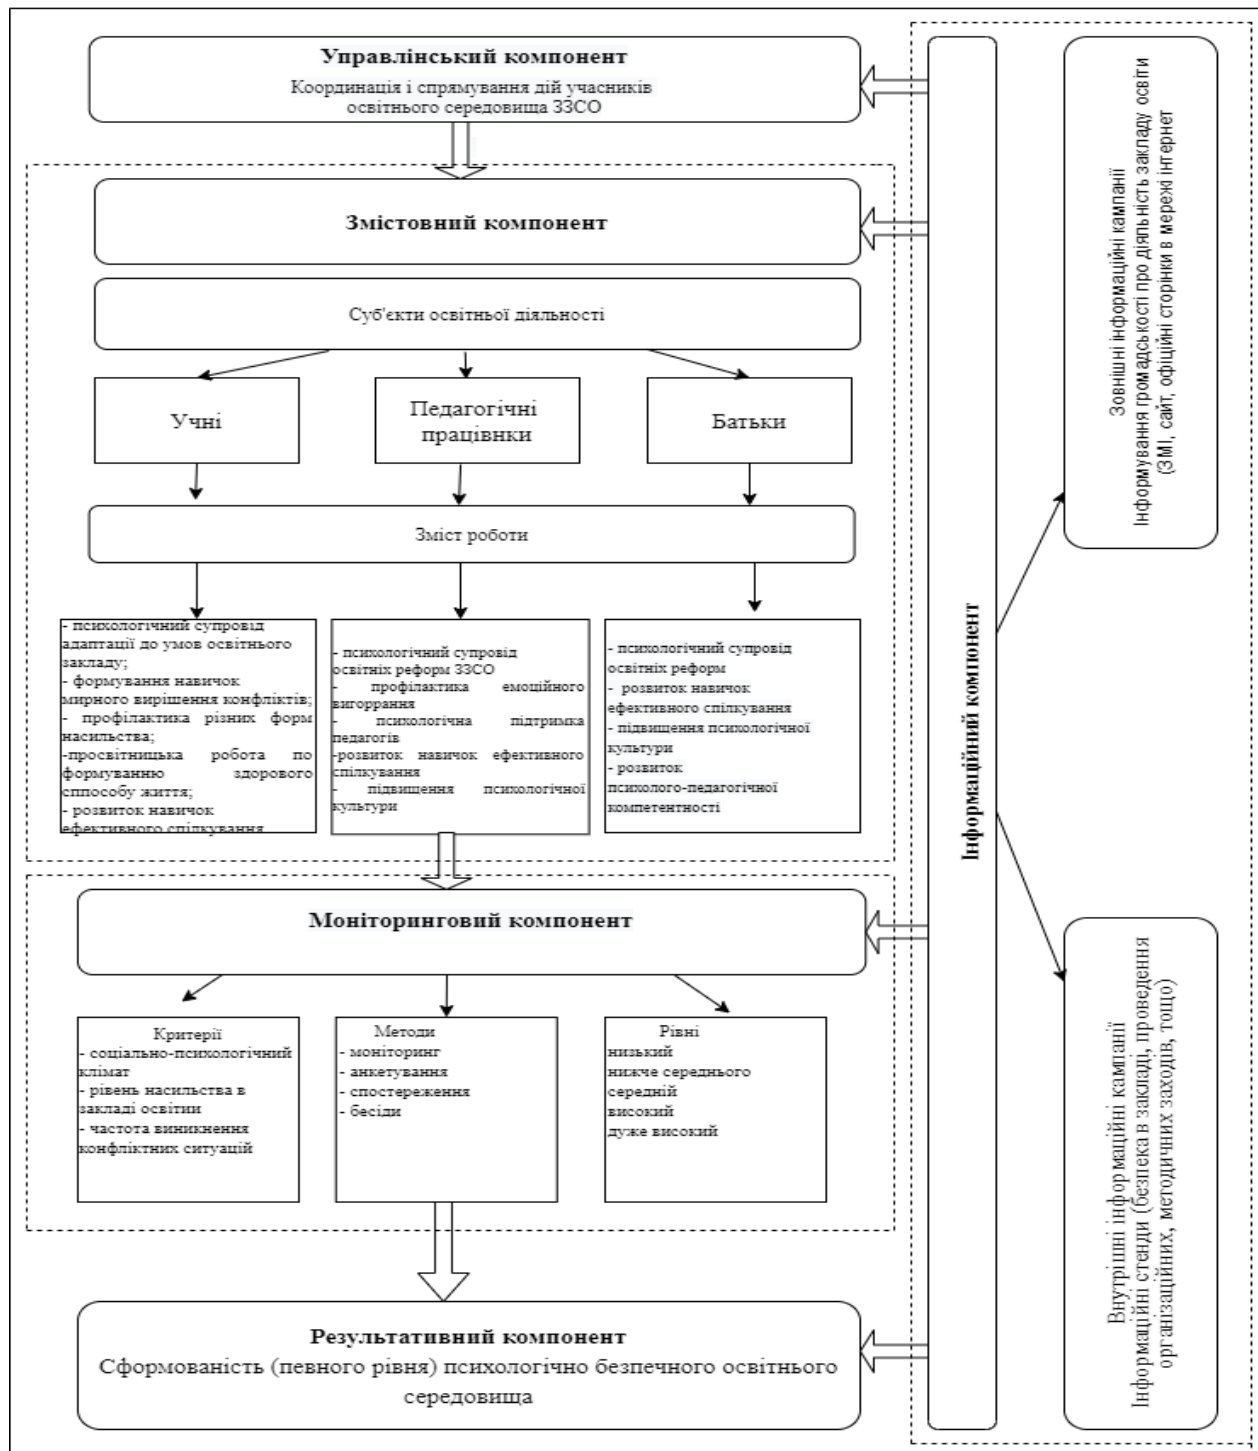 Управлінський компонент
Координація і спрямування дій учасників
освітнього середовища ЗЗСО
Змістовний компонент
Суб'єкти освітньої діяльності
Учні
Педагогічні
працівнки
Батьки
Зміст роботи
- психологічний супровід
адаптації до умов освітнього
закладу;
- формування навичок
мирного вирішення конфліктів;
- профілактика різних форм
насильства;
-просвітницька робота по
формуванню здорового
сппособу життя;
- розвиток навичок
ефективного спілкування
- психологічний супровід
освітніх реформ ЗЗСО
- профілактика емоційного
вигоррання
- психологічна підтримка
педагогів
-розвиток навичок ефективного
спілкування
- підвищення психологічної
культури
- психологічний супровід
освітніх реформ
- розвиток навичок
ефективного спілкування
- підвищення психологічної
культури
- розвиток
психолого-педагогічної
компетентності
Моніторинговий компонент
Критерії
- соціально-психологічний
клімат
- рівень насильства в
закладі освітии
- частота виникнення
конфліктних ситуацій
Методи
- моніторинг
- анкетування
- спостереження
- бесіди
Рівні
низький
нижче середнього
середній
високий
дуже високий
Результативний компонент
Сформованість (певного рівня) психологічно безпечного освітнього
середовища
Інформаційний компонент
Зовнішні інформаційні кампанії
Інформування громадськості про діяльність закладу освіти
(ЗМІ, сайт, офіційні сторінки в мережі інтернет
Внутрішні інформаційні кампанії
Інформаційні стенди (безпека в закладі, проведення
організаційних, методичних заходів, тощо)